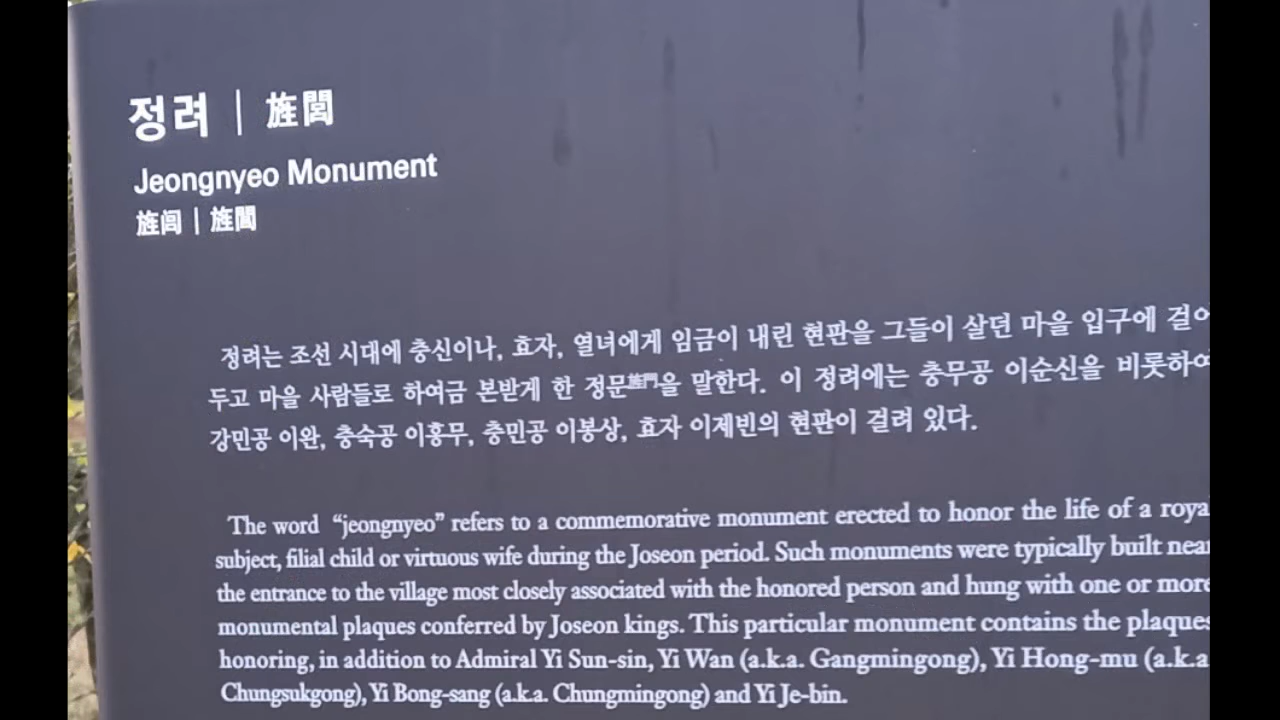 정려 | 旌閭
Jeongnyeo Monument
旌闾 | 旌閭
정려는 조선 시대에 충신이나, 효자, 열녀에게 임금이 내린 현판을 그들이 살던 마을 입구에 걸어
두고 마을 사람들로 하여금 본받게 한 정문旌門을 말한다. 이 정려에는 충무공 이순신을 비롯하여
강민공 이완, 충숙공 이홍무, 충민공 이봉상, 효자 이제빈의 현판이 걸려 있다.
The word “jeongnyeo” refers to a commemorative monument erected to honor the life of a roya
subject, filial child or virtuous wife during the Joseon period. Such monuments were typically built near
the entrance to the village most closely associated with the honored person and hung with one or more
monumental plaques conferred by Joseon kings. This particular monument contains the plaques
honoring, in addition to Admiral Yi Sun-sin, Yi Wan (a.k.a. Gangmingong), Yi Hong-mu (a.k.a
Chungsukgong), Yi Bong-sang (a.k.a. Chungmingong) and Yi Je-bin.